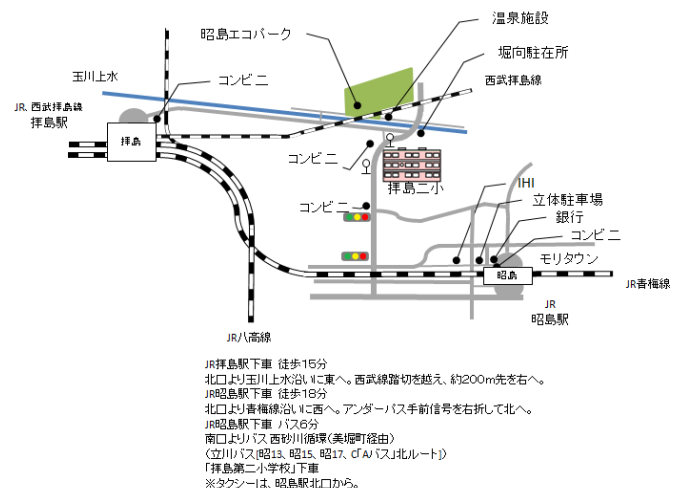 温泉施設
昭島エコパーク
堀向駐在所
玉川上水
コンビニ
西武拝島線
JR、西武拝島線
拝島駅
拝島
コンビニ
拝島二小
IHI
コンビニ
立体駐車場
銀行
コンビニ
モリタウン
昭島
JR青梅線
JR
昭島駅
JR八高線
JR拝島駅下車 徒歩15分
北口より玉川上水沿いに東へ。西武線踏切を越え、約200m先を右へ。
JR昭島駅下車 徒歩18分
北口より青梅線沿いに西へ。アンダーパス手前信号を右折して北へ。
JR昭島駅下車 バス6分
南口よりバス 西砂川循環(美堀町経由)
(立川バス[昭13、昭15、昭17、C「Aバス」北ルート])
「拝島第二小学校」下車
※タクシーは、昭島駅北口から。